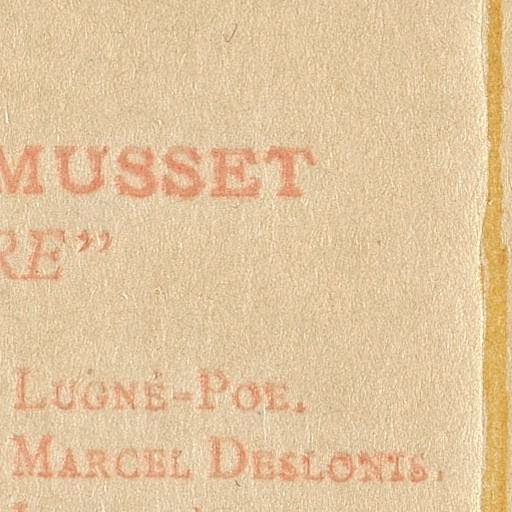 MUSSET
RE”
LUGNÉ-POE.
MARCEL DESLONIS.